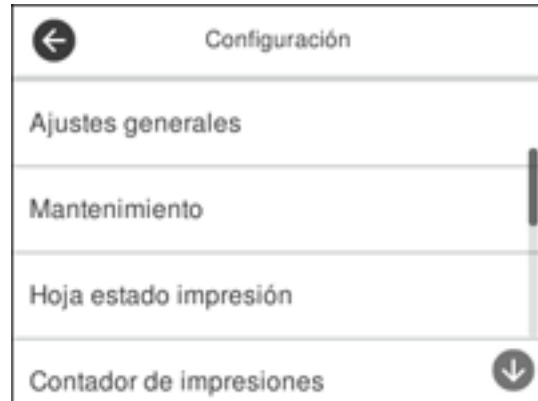 Configuración
Ajustes generales
Mantenimiento
Hoja estado impresión
Contador de impresiones